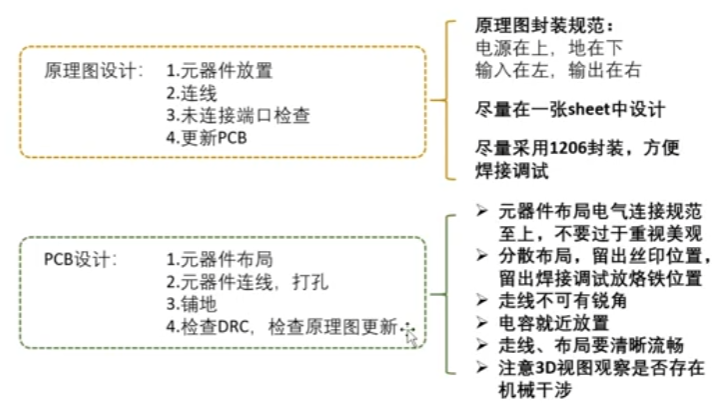 原理图设计： 1.元器件放置
2.连线
3.未连接端口检查
4.更新PCB
原理图封装规范：
电源在上，地在下
输入在左，输出在右
尽量在一张sheet中设计
尽量采用1206封装，方便
焊接调试
PCB设计： 1.元器件布局
2.元器件连线，打孔
3.铺地
4.检查DRC，检查原理图更新...
➢ 元器件布局电气连接规范
至上，不要过于重视美观
➢ 分散布局，留出丝印位置，
留出焊接调试放烙铁位置
➢ 走线不可有锐角
➢ 电容就近放置
➢ 走线、布局要清晰流畅
➢ 注意3D视图观察是否存在
机械干涉